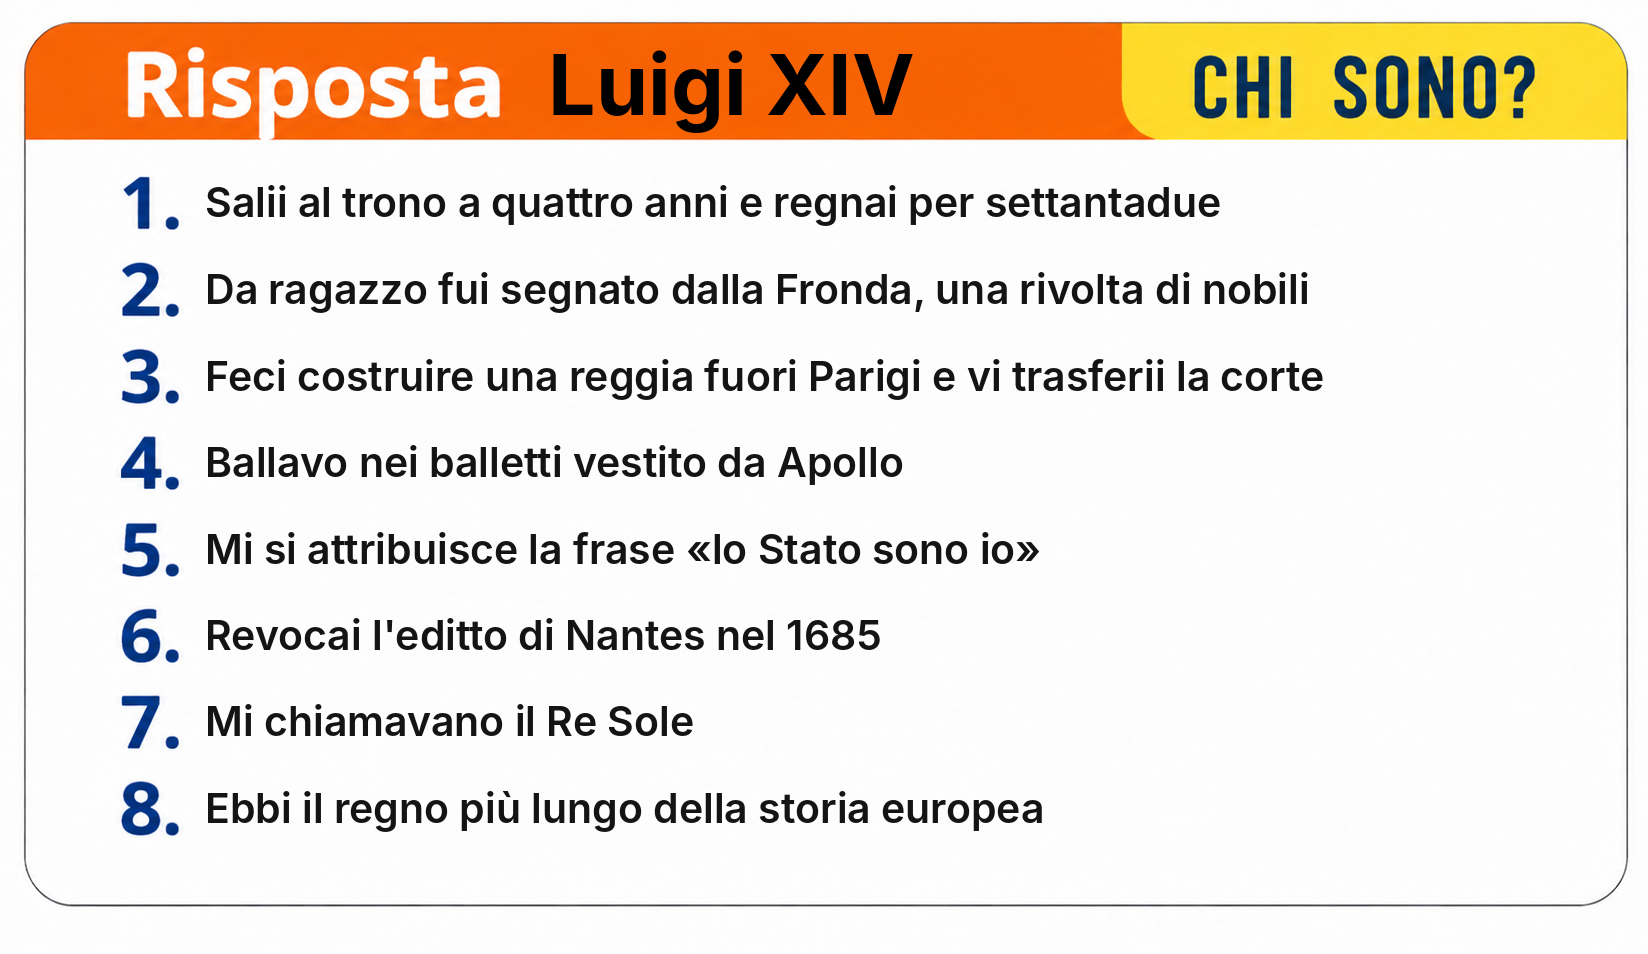 Risposta Luigi XIV CHI SONO?
1. Salii al trono a quattro anni e regnai per settantadue
2. Da ragazzo fui segnato dalla Fronda, una rivolta di nobili
3. Feci costruire una reggia fuori Parigi e vi trasferii la corte
4. Ballavo nei balletti vestito da Apollo
5. Mi si attribuisce la frase «lo Stato sono io»
6. Revocai l'editto di Nantes nel 1685
7. Mi chiamavano il Re Sole
8. Ebbi il regno più lungo della storia europea